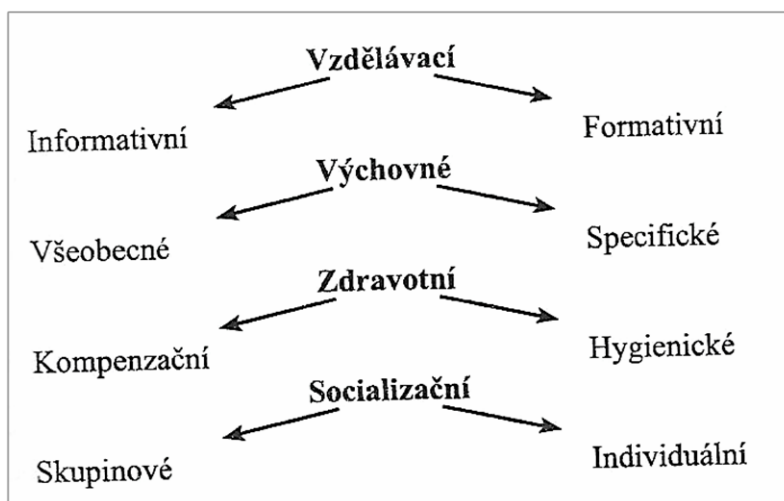 Vzdělávací
Informativní
Formativní
Výchovné
Všeobecné
Specifické
Zdravotní
Kompenzační
Hygienické
Socializační
Skupinové
Individuální